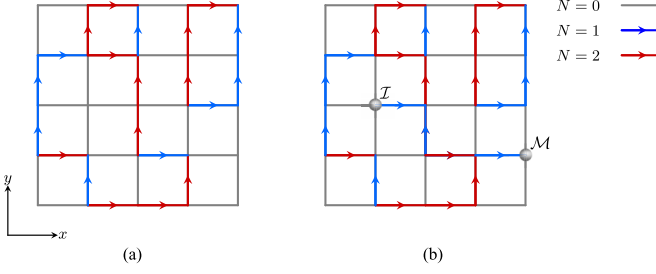 N = 0
N = 1
N = 2
ℐ
ℳ
y
x
(a)
(b)